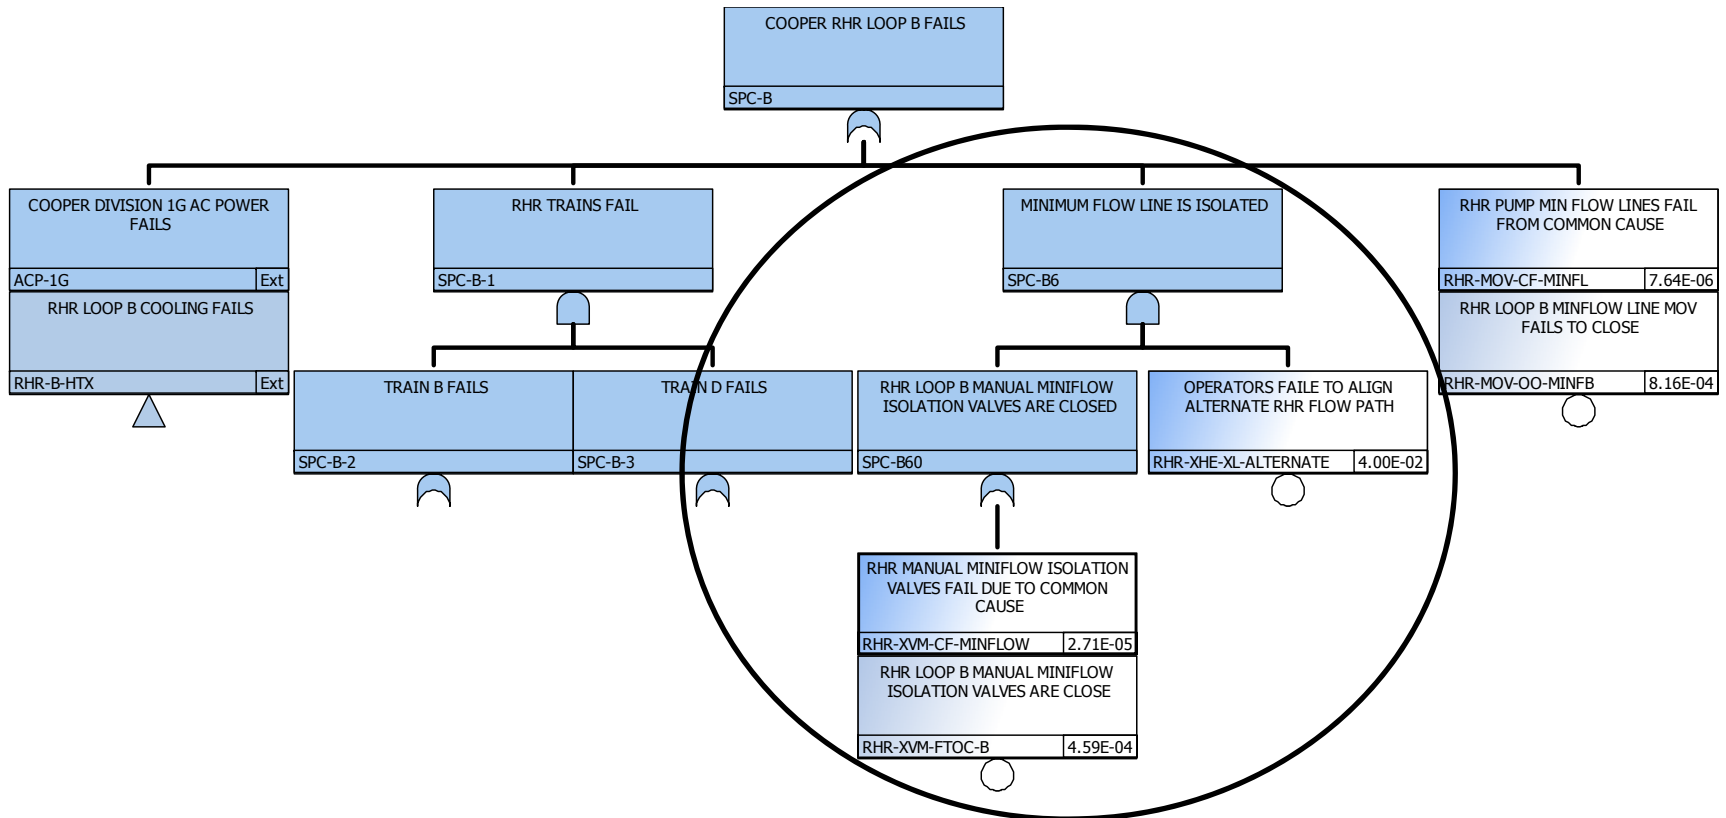 COOPER RHR LOOP B FAILS
SPC-B
COOPER DIVISION 1G AC POWER
FAILS
ACP-1G Ext
RHR LOOP B COOLING FAILS
RHR-B-HTX Ext
RHR TRAINS FAIL
SPC-B-1
MINIMUM FLOW LINE IS ISOLATED
SPC-B6
RHR PUMP MIN FLOW LINES FAIL
FROM COMMON CAUSE
RHR-MOV-CF-MINFL 7.64E-06
RHR LOOP B MINFLOW LINE MOV
FAILS TO CLOSE
RHR-MOV-OO-MINFB 8.16E-04
TRAIN B FAILS
SPC-B-2
TRAIN D FAILS
SPC-B-3
RHR LOOP B MANUAL MINIFLOW
ISOLATION VALVES ARE CLOSED
SPC-B60
OPERATORS FAILE TO ALIGN
ALTERNATE RHR FLOW PATH
RHR-XHE-XL-ALTERNATE 4.00E-02
RHR MANUAL MINIFLOW ISOLATION
VALVES FAIL DUE TO COMMON
CAUSE
RHR-XVM-CF-MINFLOW 2.71E-05
RHR LOOP B MANUAL MINIFLOW
ISOLATION VALVES ARE CLOSE
RHR-XVM-FTOC-B 4.59E-04